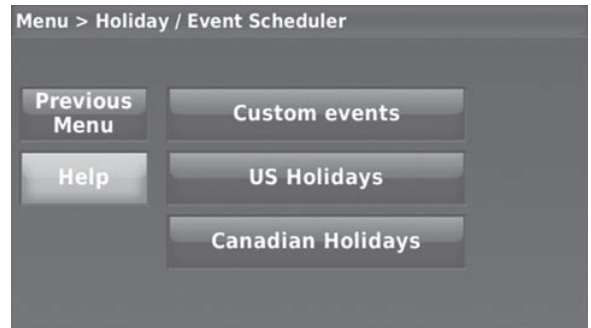 Menu > Holiday / Event Scheduler
Previous
Menu
Custom events
Help
US Holidays
Canadian Holidays